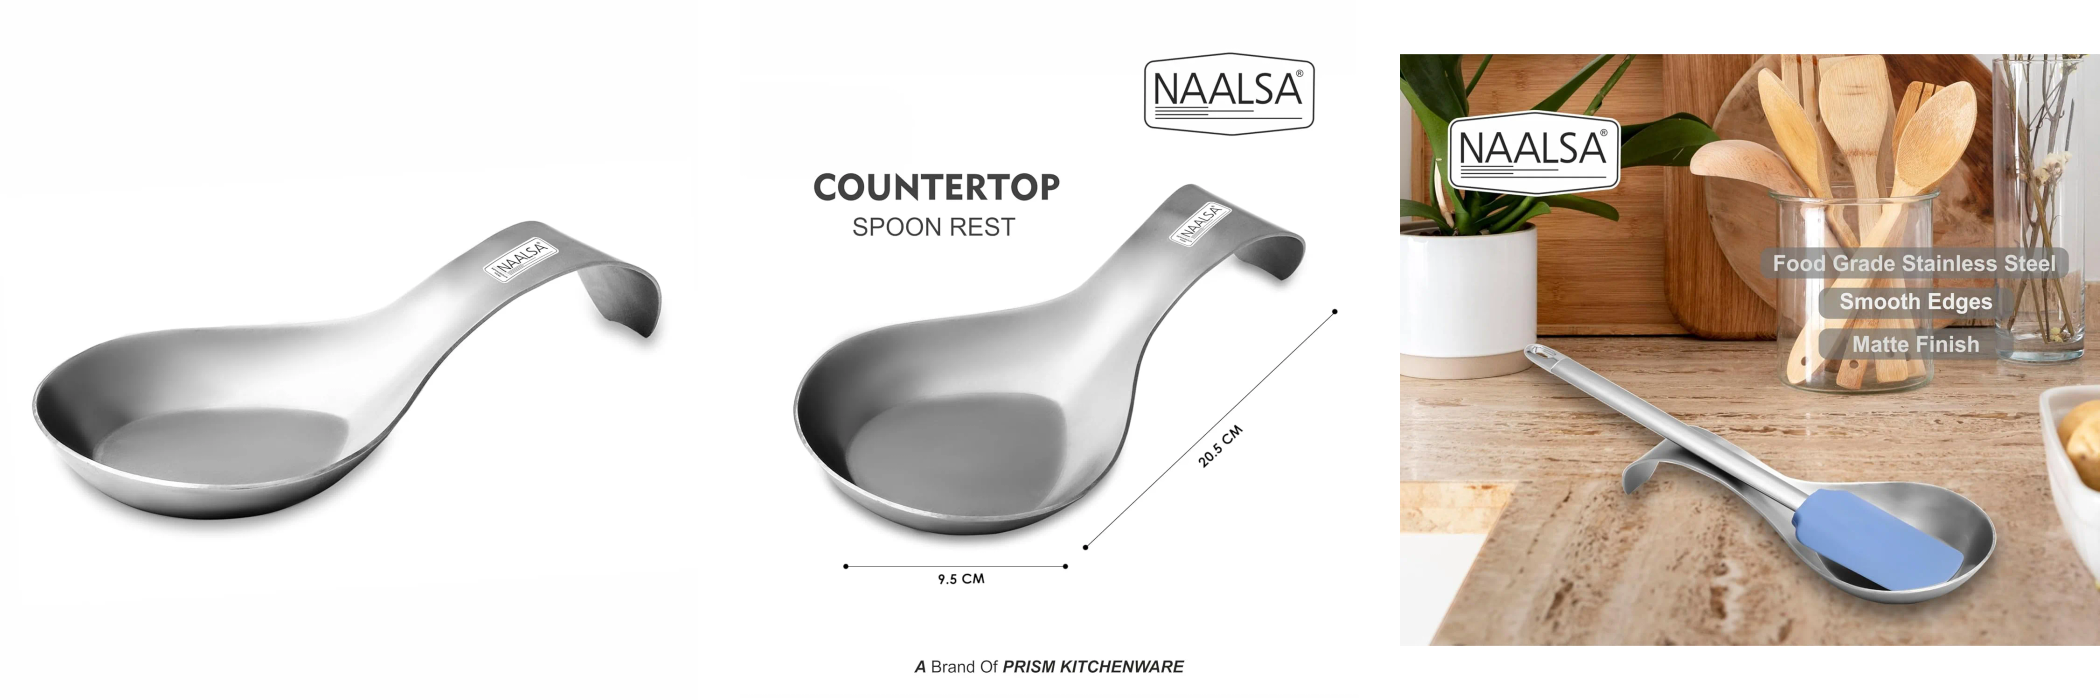 NAALSA
NAALSA®
COUNTERTOP
SPOON REST
NAALSA
20.5 CM
9.5 CM
A Brand Of PRISM KITCHENWARE
NAALSA®
Food Grade Stainless Steel
Smooth Edges
Matte Finish